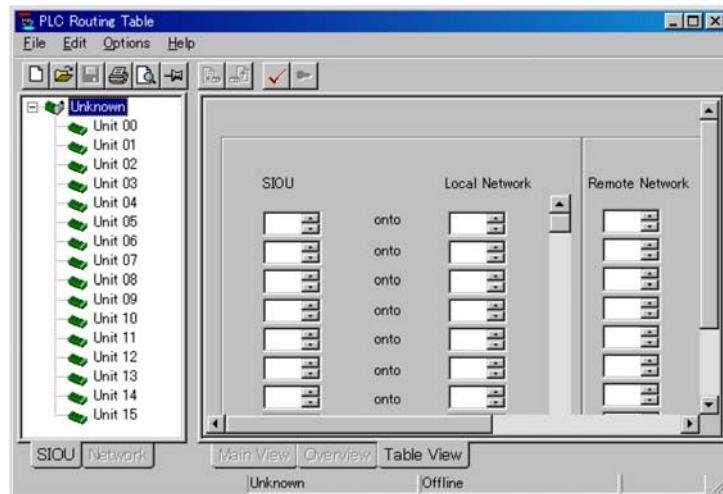 PLC Routing Table
File Edit Options Help
Unknown
Unit 00
Unit 01
Unit 02
Unit 03
Unit 04
Unit 05
Unit 06
Unit 07
Unit 08
Unit 09
Unit 10
Unit 11
Unit 12
Unit 13
Unit 14
Unit 15
SIOU Network
SIOU Local Network Remote Network
onto
onto
onto
onto
onto
onto
onto
Main View Overview Table View
Unknown Offline